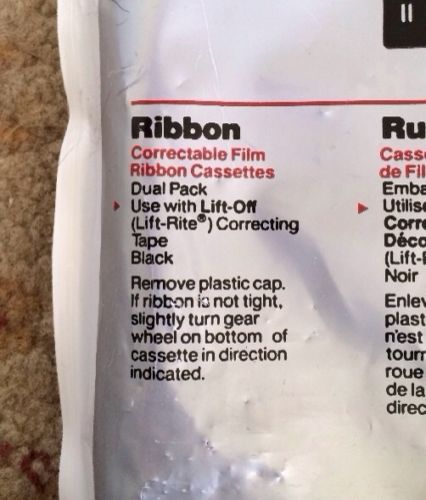 Ribbon
Correctable Film
Ribbon Cassettes
Dual Pack
Use with Lift-Off
(Lift-Rite®) Correcting
Tape
Black
Remove plastic cap.
If ribbon is not tight,
slightly turn gear
wheel on bottom of
cassette in direction
indicated.
Ru
Cass
de Fil
Emba
Utilise
Corre
Déco
(Lift-
Noir
Enlev
plast
n'est
tourn
roue
de la
direc